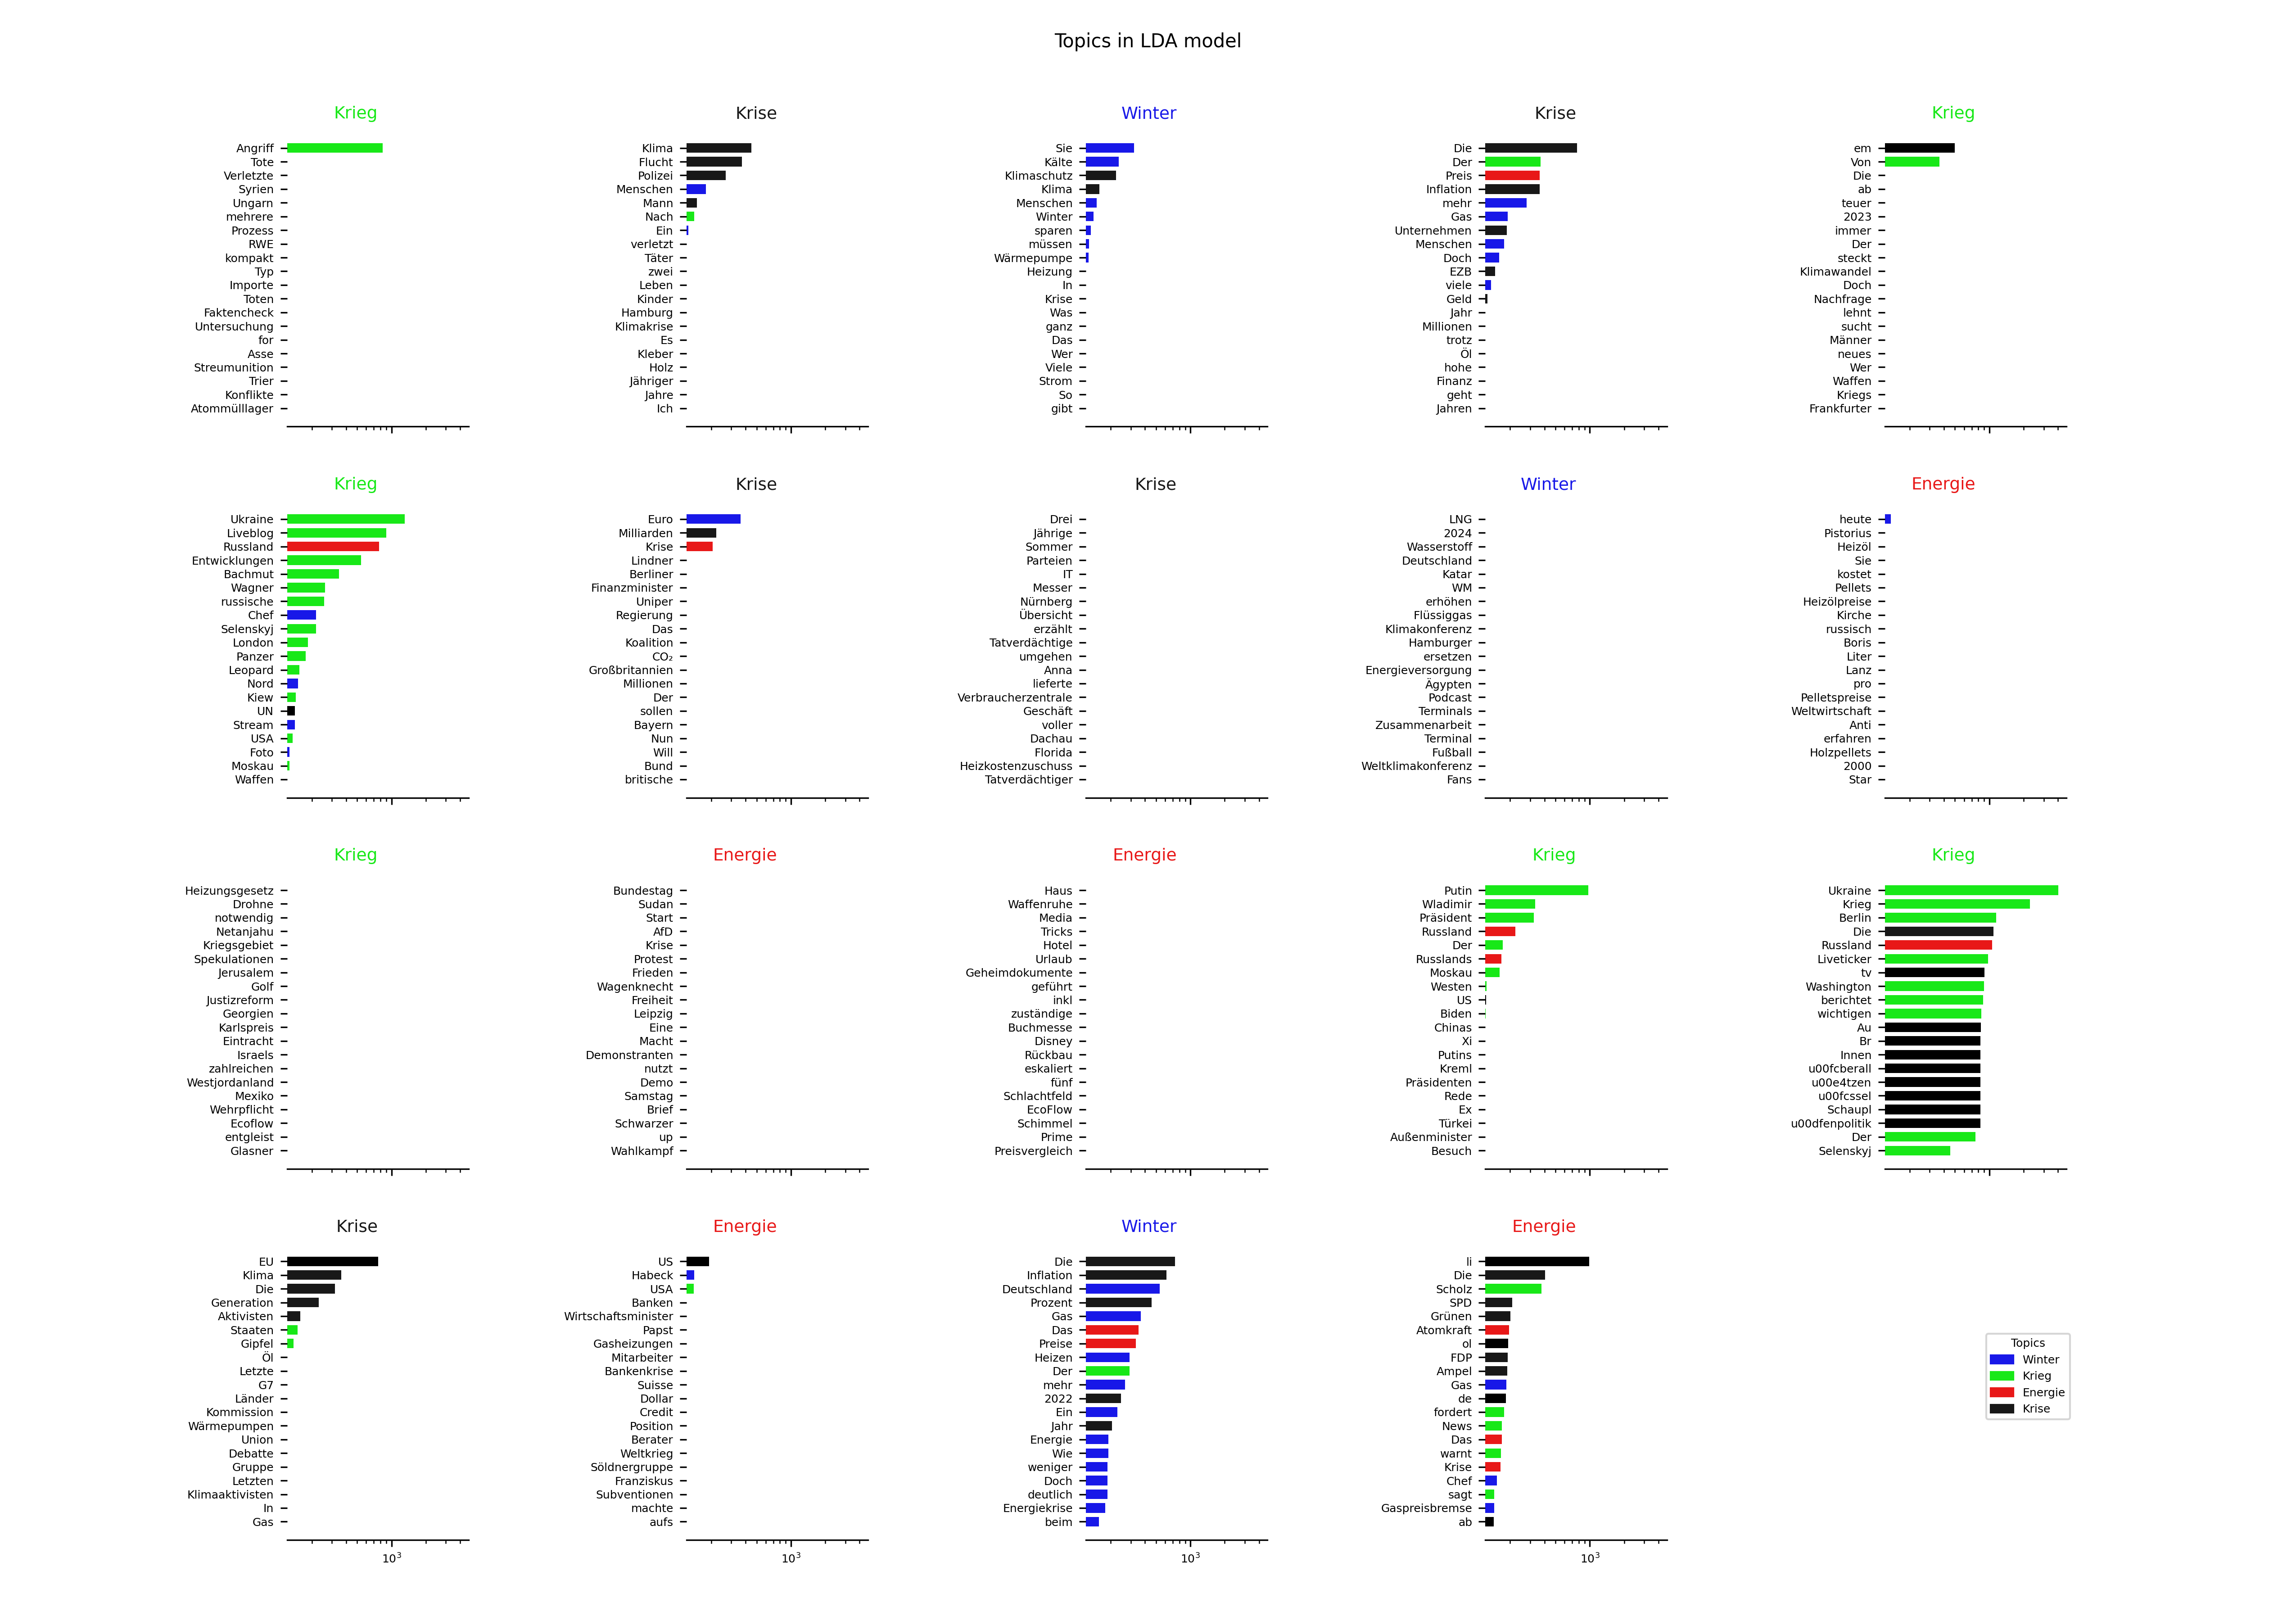 Topics in LDA model
Krieg
Angriff
Tote
Verletzte
Syrien
Ungarn
mehrere
Prozess
RWE
kompakt
Typ
Importe
Toten
Faktencheck
Untersuchung
for
Asse
Streumunition
Trier
Konflikte
Atommülllager
Krise
Klima
Flucht
Polizei
Menschen
Mann
Nach
Ein
verletzt
Täter
zwei
Leben
Kinder
Hamburg
Klimakrise
Es
Kleber
Holz
Jähriger
Jahre
Ich
Winter
Sie
Kälte
Klimaschutz
Klima
Menschen
Winter
sparen
müssen
Wärmepumpe
Heizung
In
Krise
Was
ganz
Das
Wer
Viele
Strom
So
gibt
Krise
Die
Der
Preis
Inflation
mehr
Gas
Unternehmen
Menschen
Doch
EZB
viele
Geld
Jahr
Millionen
trotz
Öl
hohe
Finanz
geht
Jahren
Krieg
em
Von
Die
ab
teuer
2023
immer
Der
steckt
Klimawandel
Doch
Nachfrage
lehnt
sucht
Männer
neues
Wer
Waffen
Kriegs
Frankfurter
Krieg
Ukraine
Liveblog
Russland
Entwicklungen
Bachmut
Wagner
russische
Chef
Selenskyj
London
Panzer
Leopard
Nord
Kiew
UN
Stream
USA
Foto
Moskau
Waffen
Krise
Euro
Milliarden
Krise
Lindner
Berliner
Finanzminister
Uniper
Regierung
Das
Koalition
CO₂
Großbritannien
Millionen
Der
sollen
Bayern
Nun
Will
Bund
britische
Krise
Drei
Jährige
Sommer
Parteien
IT
Messer
Nürnberg
Übersicht
erzählt
Tatverdächtige
umgehen
Anna
lieferte
Verbraucherzentrale
Geschäft
voller
Dachau
Florida
Heizkostenzuschuss
Tatverdächtiger
Winter
LNG
2024
Wasserstoff
Deutschland
Katar
WM
erhöhen
Flüssiggas
Klimakonferenz
Hamburger
ersetzen
Energieversorgung
Ägypten
Podcast
Terminals
Zusammenarbeit
Terminal
Fußball
Weltklimakonferenz
Fans
Energie
heute
Pistorius
Heizöl
Sie
kostet
Pellets
Heizölpreise
Kirche
russisch
Boris
Liter
Lanz
pro
Pelletspreise
Weltwirtschaft
Anti
erfahren
Holzpellets
2000
Star
Krieg
Heizungsgesetz
Drohne
notwendig
Netanjahu
Kriegsgebiet
Spekulationen
Jerusalem
Golf
Justizreform
Georgien
Karlspreis
Eintracht
Israels
zahlreichen
Westjordanland
Mexiko
Wehrpflicht
Ecoflow
entgleist
Glasner
Energie
Bundestag
Sudan
Start
AfD
Krise
Protest
Frieden
Wagenknecht
Freiheit
Leipzig
Eine
Macht
Demonstranten
nutzt
Demo
Samstag
Brief
Schwarzer
up
Wahlkampf
Energie
Haus
Waffenruhe
Media
Tricks
Hotel
Urlaub
Geheimdokumente
geführt
inkl
zuständige
Buchmesse
Disney
Rückbau
eskaliert
fünf
Schlachtfeld
EcoFlow
Schimmel
Prime
Preisvergleich
Krieg
Putin
Wladimir
Präsident
Russland
Der
Russlands
Moskau
Westen
US
Biden
Chinas
Xi
Putins
Kreml
Präsidenten
Rede
Ex
Türkei
Außenminister
Besuch
Krieg
Ukraine
Krieg
Berlin
Die
Russland
Liveticker
tv
Washington
berichtet
wichtigen
Au
Br
Innen
u00fcberall
u00e4tzen
u00fcssel
Schaupl
u00dfenpolitik
Der
Selenskyj
Krise
EU
Klima
Die
Generation
Aktivisten
Staaten
Gipfel
Öl
Letzte
G7
Länder
Kommission
Wärmepumpen
Union
Debatte
Gruppe
Letzten
Klimaaktivisten
In
Gas
10³
Energie
US
Habeck
USA
Banken
Wirtschaftsminister
Papst
Gasheizungen
Mitarbeiter
Bankenkrise
Suisse
Dollar
Credit
Position
Berater
Weltkrieg
Söldnergruppe
Franziskus
Subventionen
machte
aufs
10³
Winter
Die
Inflation
Deutschland
Prozent
Gas
Das
Preise
Heizen
Der
mehr
2022
Ein
Jahr
Energie
Wie
weniger
Doch
deutlich
Energiekrise
beim
10³
Energie
li
Die
Scholz
SPD
Grünen
Atomkraft
ol
FDP
Ampel
Gas
de
fordert
News
Das
warnt
Krise
Chef
sagt
Gaspreisbremse
ab
10³
Topics
Winter
Krieg
Energie
Krise